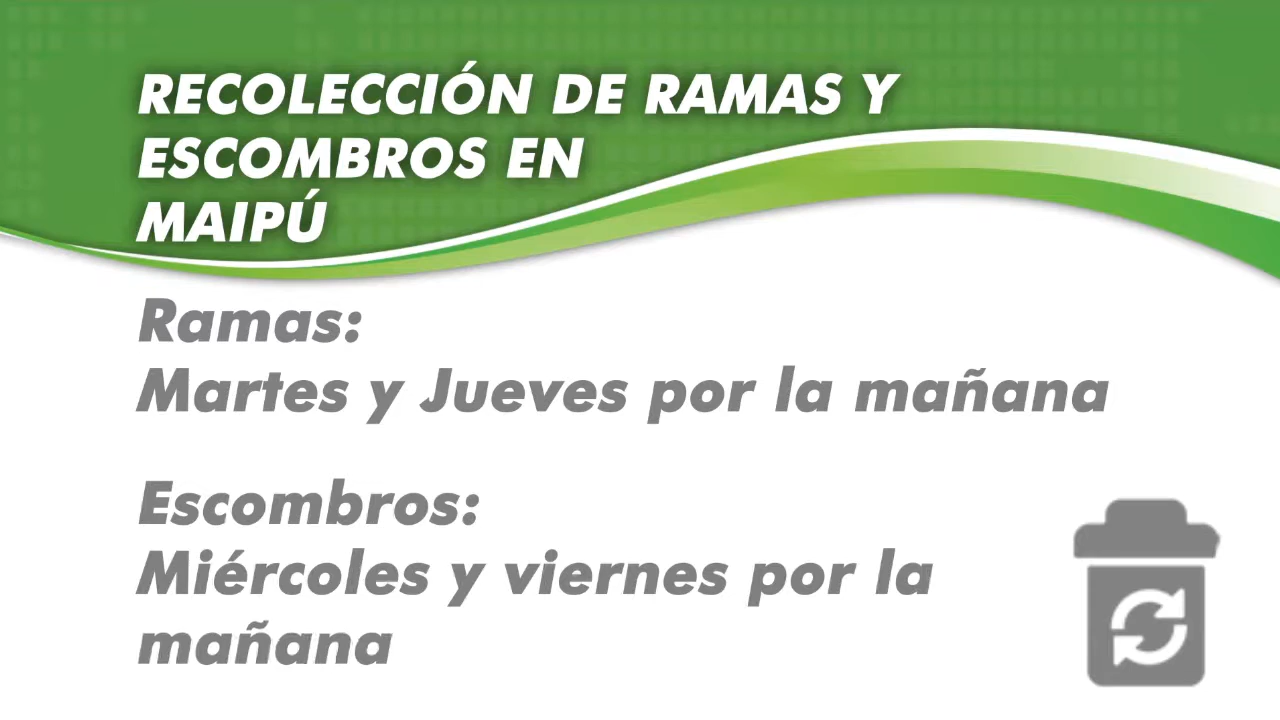 RECOLECCIÓN DE RAMAS Y
ESCOMBROS EN
MAIPÚ
Ramas:
Martes y Jueves por la mañana
Escombros:
Miércoles y viernes por la
mañana